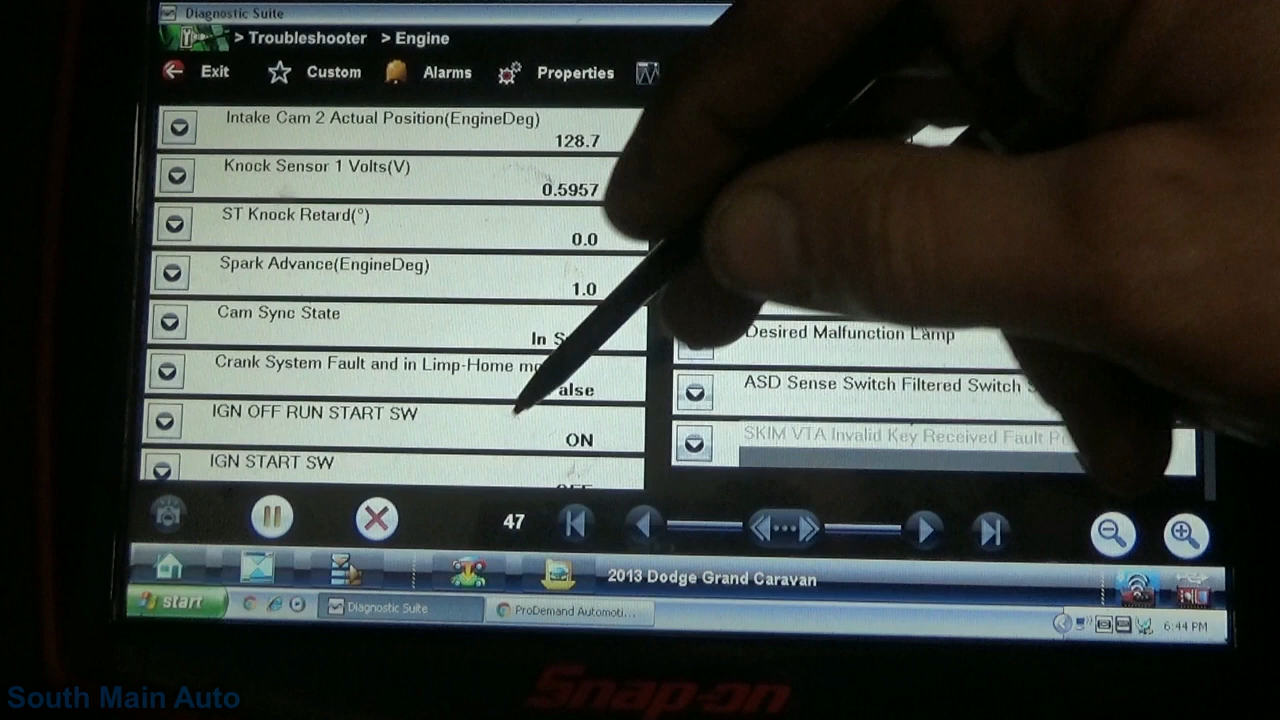 Diagnostic Suite
> Troubleshooter > Engine
Exit Custom Alarms Properties
Intake Cam 2 Actual Position(EngineDeg)
128.7
Knock Sensor 1 Volts(V)
0.5957
ST Knock Retard(°)
0.0
Spark Advance(EngineDeg)
1.0
Cam Sync State
In S
Crank System Fault and in Limp-Home mo
alse
IGN OFF RUN START SW
ON
IGN START SW
OFF
Desired Malfunction Lamp
ASD Sense Switch Filtered Switch S
SKIM VTA Invalid Key Received Fault P
47
2013 Dodge Grand Caravan
start Diagnostic Suite ProDemand Automoti... 6:44 PM
Snap-on
South Main Auto